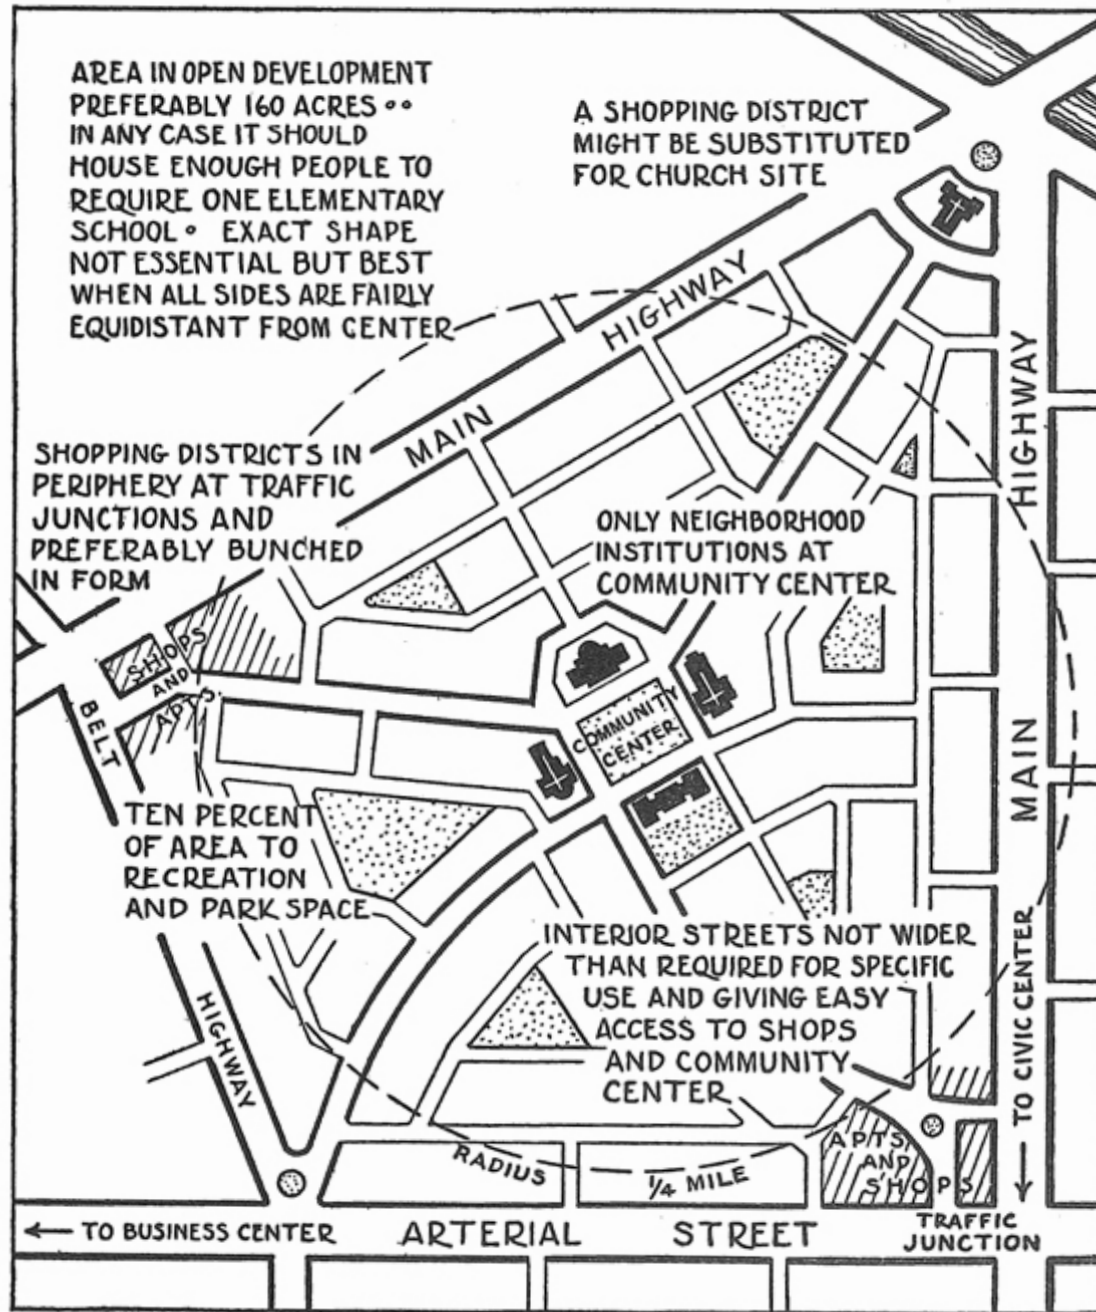 AREA IN OPEN DEVELOPMENT
PREFERABLY 160 ACRES • •
IN ANY CASE IT SHOULD
HOUSE ENOUGH PEOPLE TO
REQUIRE ONE ELEMENTARY
SCHOOL • EXACT SHAPE
NOT ESSENTIAL BUT BEST
WHEN ALL SIDES ARE FAIRLY
EQUIDISTANT FROM CENTER
A SHOPPING DISTRICT
MIGHT BE SUBSTITUTED
FOR CHURCH SITE
MAIN HIGHWAY
SHOPPING DISTRICTS IN
PERIPHERY AT TRAFFIC
JUNCTIONS AND
PREFERABLY BUNCHED
IN FORM
ONLY NEIGHBORHOOD
INSTITUTIONS AT
COMMUNITY CENTER
MAIN HIGHWAY
SHOPS
AND
APTS.
COMMUNITY
CENTER
BELT HIGHWAY
TEN PERCENT
OF AREA TO
RECREATION
AND PARK SPACE
INTERIOR STREETS NOT WIDER
THAN REQUIRED FOR SPECIFIC
USE AND GIVING EASY
ACCESS TO SHOPS
AND COMMUNITY
CENTER
TO CIVIC CENTER
APTS
AND
SHOPS
RADIUS 1/4 MILE
TO BUSINESS CENTER
ARTERIAL STREET
TRAFFIC
JUNCTION